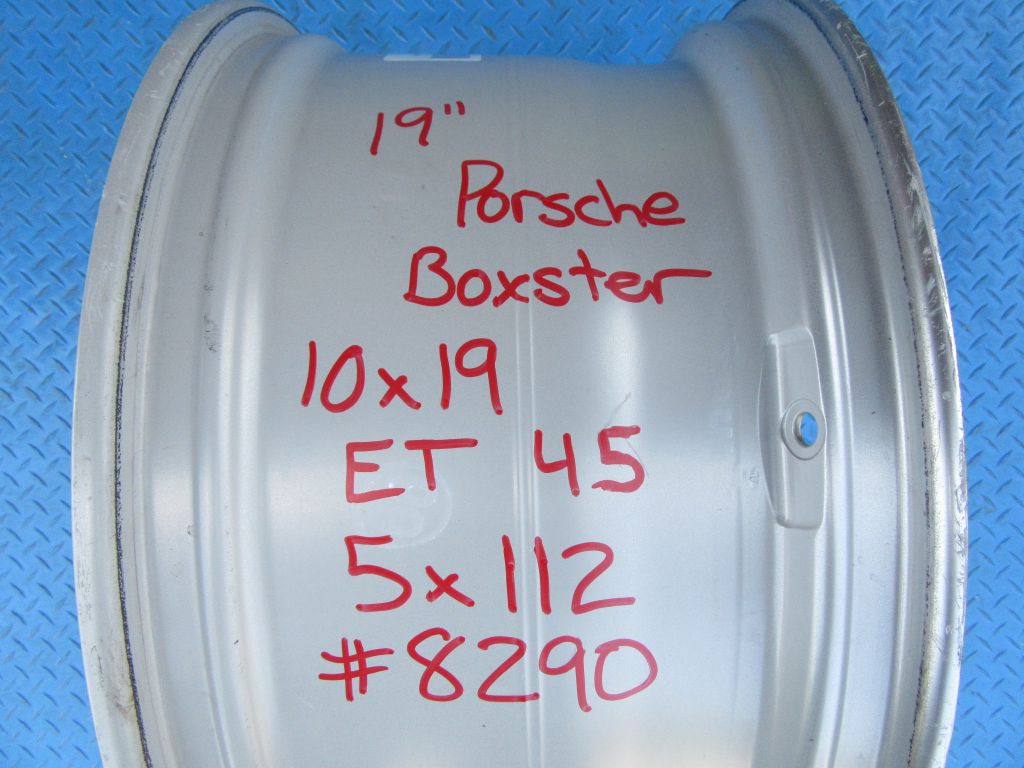 19"
Porsche
Boxster
10x19
ET 45
5x112
#8290